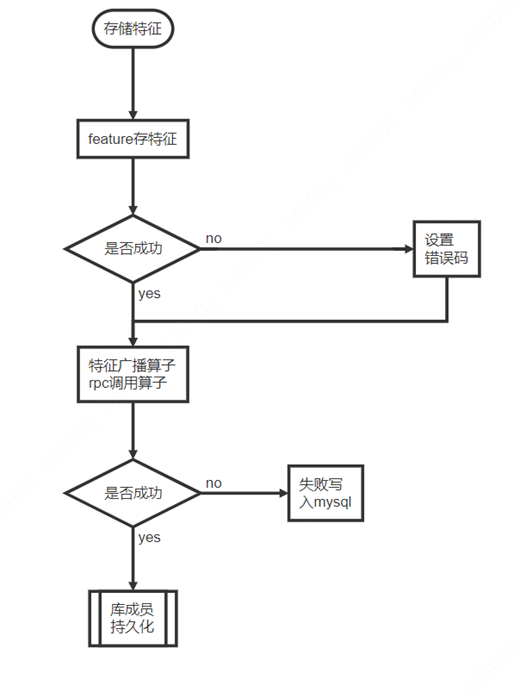 存储特征
feature存特征
是否成功
no
设置
错误码
yes
特征广播算子
rpc调用算子
是否成功
no
失败写
入mysql
yes
库成员
持久化